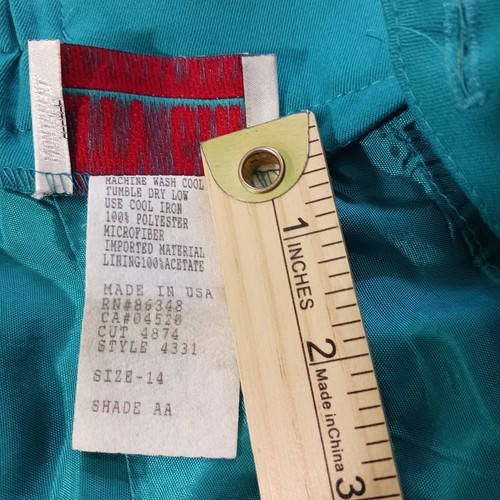 MACHINE WASH COOL
TUMBLE DRY LOW
USE COOL IRON
100% POLYESTER
MICROFIBER
IMPORTED MATERIAL
LINING100%ACETATE
MADE IN USA
RN#86348
CA#04520
CUT 4874
STYLE 4331
SIZE-14
SHADE AA
1 INCHES
2
Made in China
3